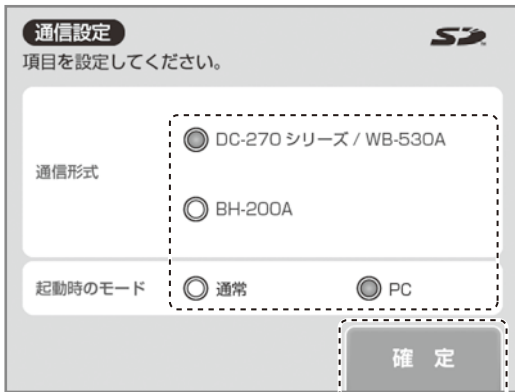 通信設定
SD
項目を設定してください。
通信形式
DC-270 シリーズ / WB-530A
BH-200A
起動時のモード
通常
PC
確 定